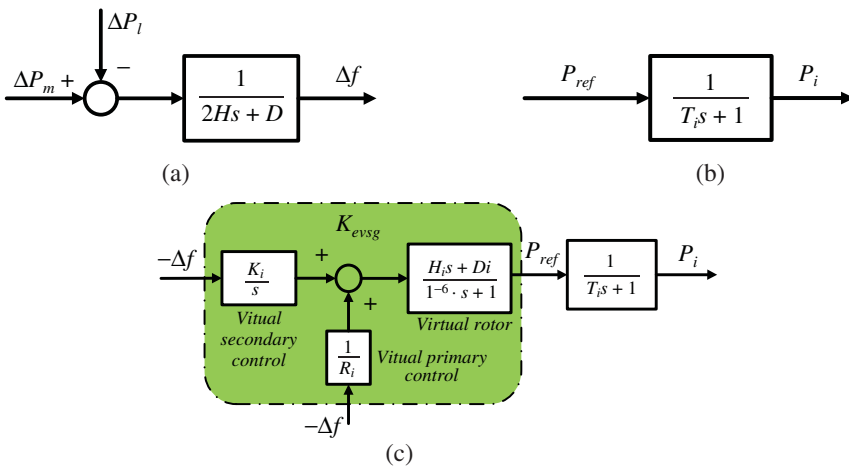 ΔP_l
ΔP_m + −
1
2Hs + D
Δf
(a)
P_ref
1
T_i s + 1
P_i
(b)
K_evsg
−Δf
K_i
s
+
H_i s + Di
1^−6 · s + 1
P_ref
1
T_i s + 1
P_i
Vitual
secondary
control
+
Virtual rotor
1
R_i
Vitual primary
control
−Δf
(c)